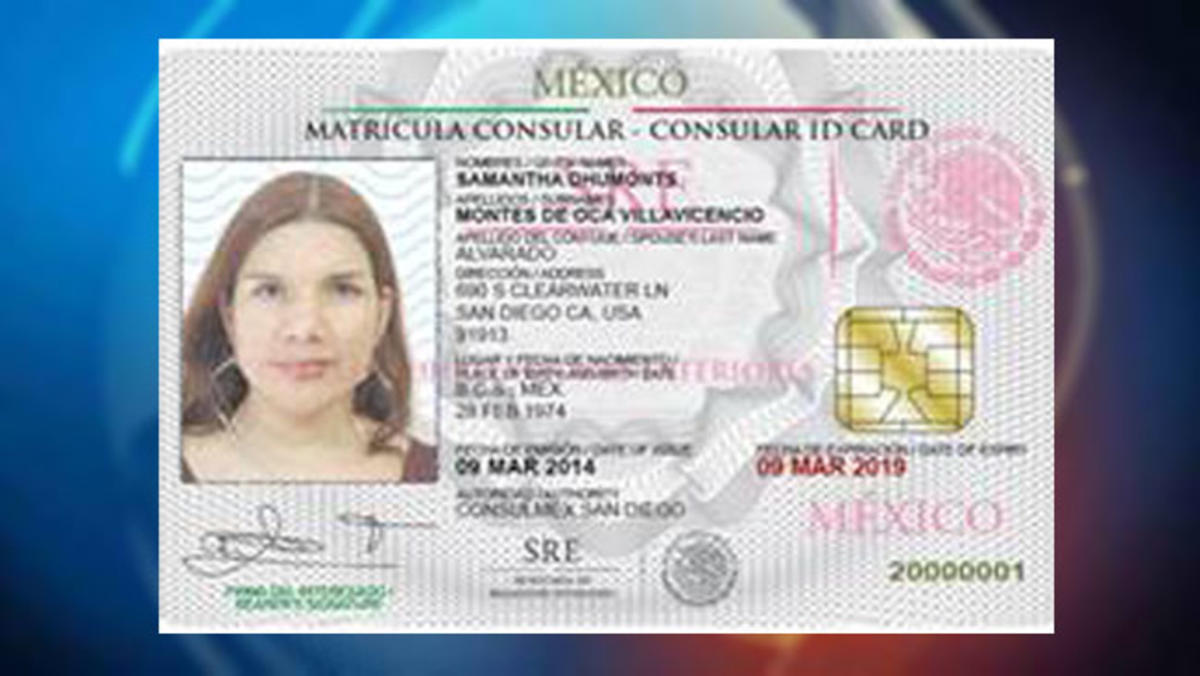 MÉXICO
MATRÍCULA CONSULAR - CONSULAR ID CARD
NOMBRES / GIVEN NAMES
SAMANTHA DHUMONTS
APELLIDOS / SURNAMES
MONTES DE OCA VILLAVICENCIO
APELLIDO DEL CONYUGE / SPOUSE'S LAST NAME
ALVARADO
DIRECCIÓN / ADDRESS
690 S CLEARWATER LN
SAN DIEGO CA, USA
91913
LUGAR Y FECHA DE NACIMIENTO /
PLACE OF BIRTH AND BIRTH DATE
B.C.S., MEX.
28 FEB 1974
FECHA DE EMISIÓN / DATE OF ISSUE
09 MAR 2014
FECHA DE EXPIRACIÓN / DATE OF EXPIRY
09 MAR 2019
AUTORIDAD / AUTHORITY
CONSULMEX SAN DIEGO
MÉXICO
SRE
20000001
FIRMA DEL INTERESADO /
BEARER'S SIGNATURE